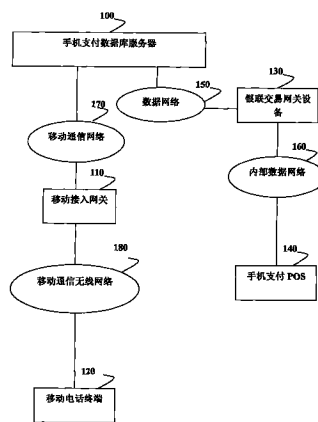 100
手机支付数据库服务器
150
数据网络
130
银联交易网关设
备
170
移动通信网络
160
内部数据网络
110
移动接入网关
180
移动通信无线网络
140
手机支付 POS
120
移动电话终端